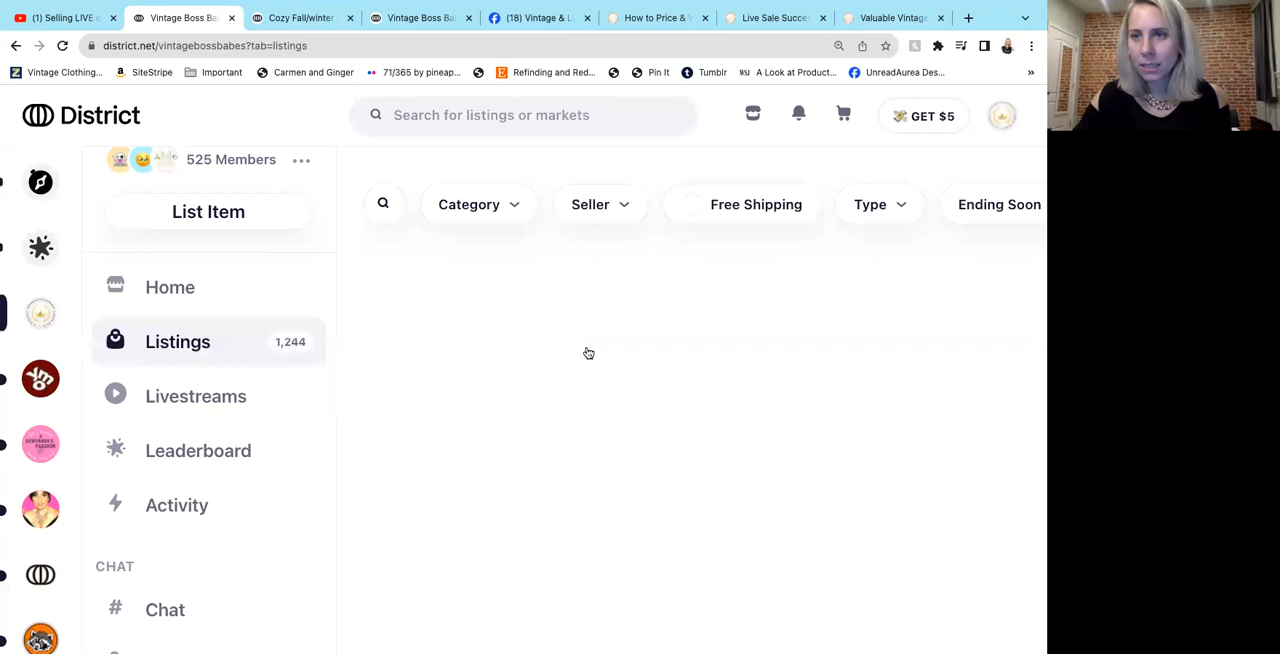 (1) Selling LIVE o
Vintage Boss Ba
Cozy Fall/winter
Vintage Boss Ba
(18) Vintage & L
How to Price &
Live Sale Succe
Valuable Vintage
district.net/vintagebossbabes?tab=listings
Vintage Clothing...
SiteStripe
Important
Carmen and Ginger
71/365 by pineap...
Refinding and Red...
Pin It
Tumblr
WSJ A Look at Product...
UnreadAurea Des...
»
District
Search for listings or markets
GET $5
525 Members
List Item
Category
Seller
Free Shipping
Type
Ending Soon
Home
Listings 1,244
Livestreams
Leaderboard
Activity
CHAT
# Chat